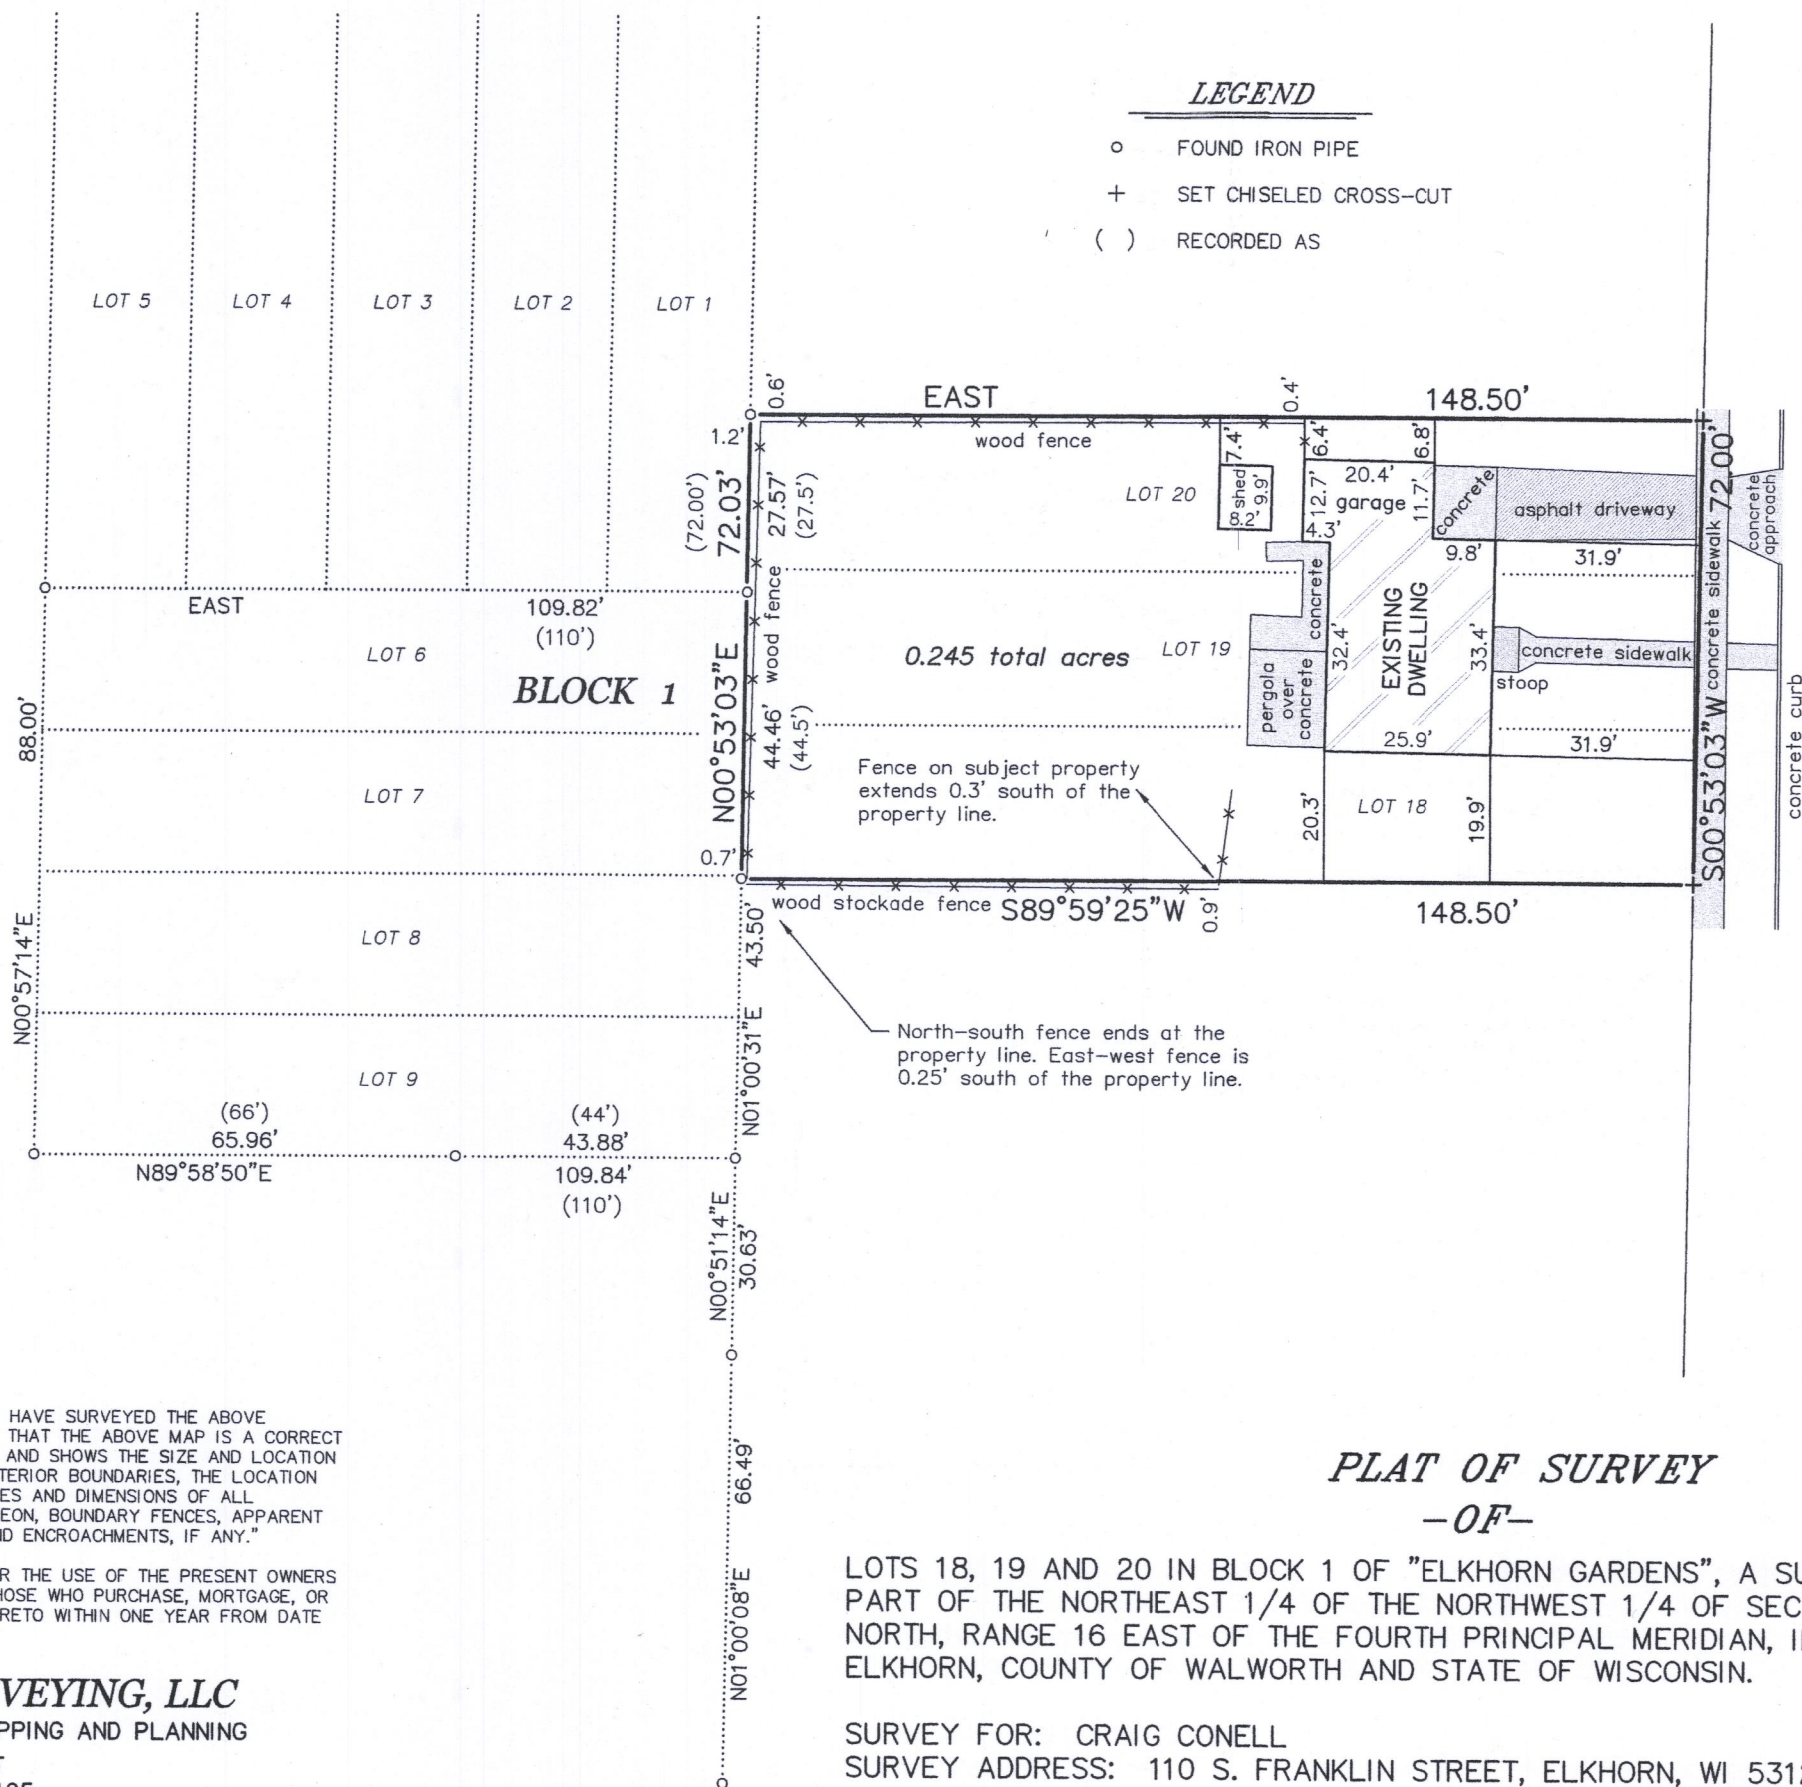 LEGEND
FOUND IRON PIPE
+ SET CHISELED CROSS-CUT
( ) RECORDED AS
LOT 5
LOT 4
LOT 3
LOT 2
LOT 1
0.6'
EAST
0.4'
148.50'
1.2'
wood fence
7.4'
6.4'
6.8'
(72.00')
72.03'
27.57'
(27.5')
LOT 20
shed
9.9'
8.2'
12.7'
20.4'
garage
11.7'
4.3'
concrete
asphalt driveway
concrete approach
72.00'
9.8'
31.9'
EAST
109.82'
(110')
LOT 6
BLOCK 1
wood fence
0.245 total acres
LOT 19
concrete
32.4'
EXISTING
DWELLING
33.4'
concrete sidewalk
stoop
concrete sidewalk
concrete curb
88.00'
N00°53'03"E
44.46'
(44.5')
pergola
over
concrete
25.9'
31.9'
S00°53'03"W
LOT 7
Fence on subject property
extends 0.3' south of the
property line.
20.3'
LOT 18
19.9'
0.7'
wood stockade fence
S89°59'25"W
0.9'
148.50'
43.50'
LOT 8
N00°57'14"E
North-south fence ends at the
property line. East-west fence is
0.25' south of the property line.
N01°00'31"E
LOT 9
(66')
65.96'
(44')
43.88'
N89°58'50"E
109.84'
(110')
N00°51'14"E
30.63'
66.49'
N01°00'08"E
HAVE SURVEYED THE ABOVE
THAT THE ABOVE MAP IS A CORRECT
AND SHOWS THE SIZE AND LOCATION
TERIOR BOUNDARIES, THE LOCATION
ES AND DIMENSIONS OF ALL
EON, BOUNDARY FENCES, APPARENT
ND ENCROACHMENTS, IF ANY."
R THE USE OF THE PRESENT OWNERS
HOSE WHO PURCHASE, MORTGAGE, OR
RETO WITHIN ONE YEAR FROM DATE
VEYING, LLC
PPING AND PLANNING
PLAT OF SURVEY
-OF-
LOTS 18, 19 AND 20 IN BLOCK 1 OF "ELKHORN GARDENS", A SU
PART OF THE NORTHEAST 1/4 OF THE NORTHWEST 1/4 OF SEC
NORTH, RANGE 16 EAST OF THE FOURTH PRINCIPAL MERIDIAN, I
ELKHORN, COUNTY OF WALWORTH AND STATE OF WISCONSIN.
SURVEY FOR: CRAIG CONELL
SURVEY ADDRESS: 110 S. FRANKLIN STREET, ELKHORN, WI 531